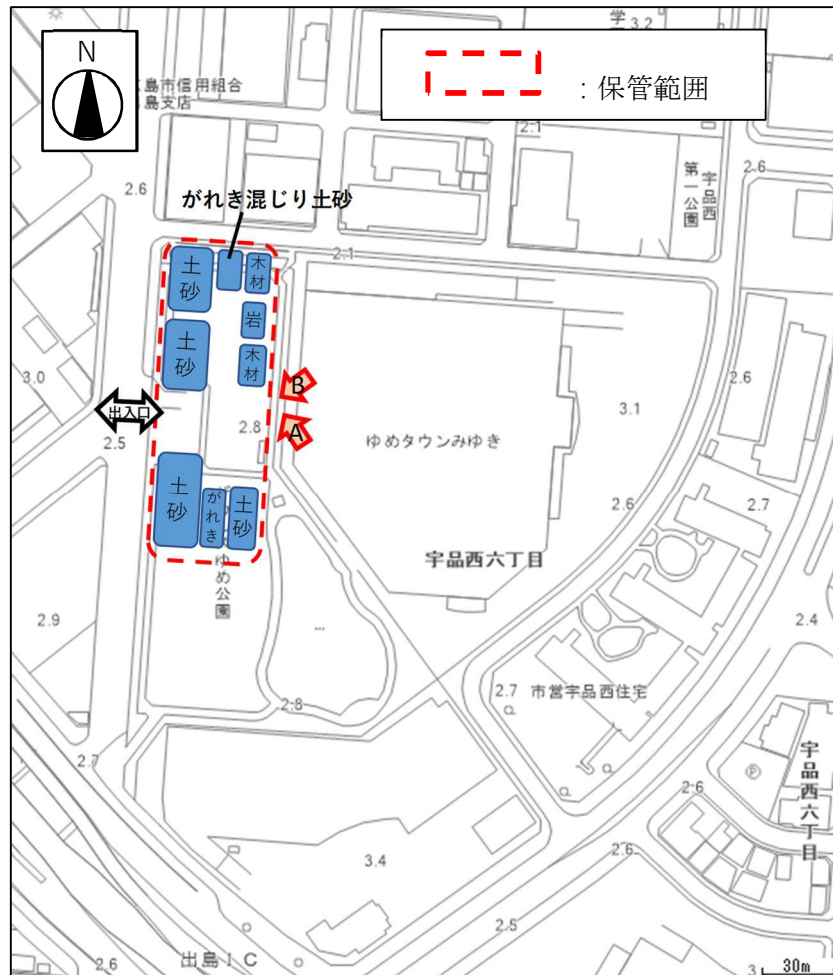 N
：保管範囲
学
3.2
島市信用組合
島支店
2.1
2.6
宇品西
第一公園
2.6
がれき混じり土砂
2.1
土砂
木材
岩
土砂
木材
3.0
B
2.6
出入口
A
2.8
3.1
2.5
ゆめタウンみゆき
土砂
がれき
土砂
2.6
2.7
ゆめ公園
宇品西六丁目
2.9
2.4
2.7
市営宇品西住宅
2.8
2.7
宇品西六丁目
P
2.6
3.4
2.6
2.5
出島IC
2.6
3.
30m